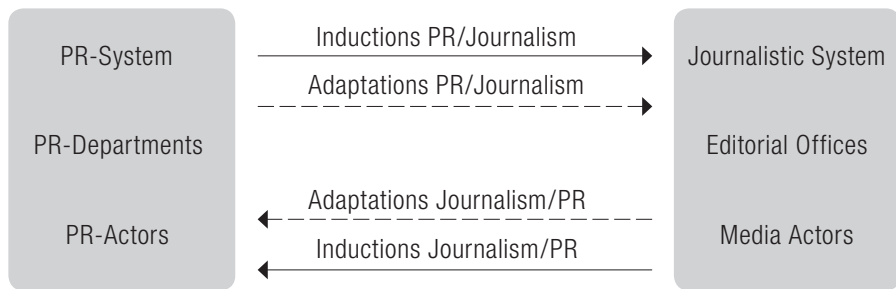 Inductions PR/Journalism
PR-System
Journalistic System
Adaptations PR/Journalism
PR-Departments
Editorial Offices
Adaptations Journalism/PR
PR-Actors
Media Actors
Inductions Journalism/PR